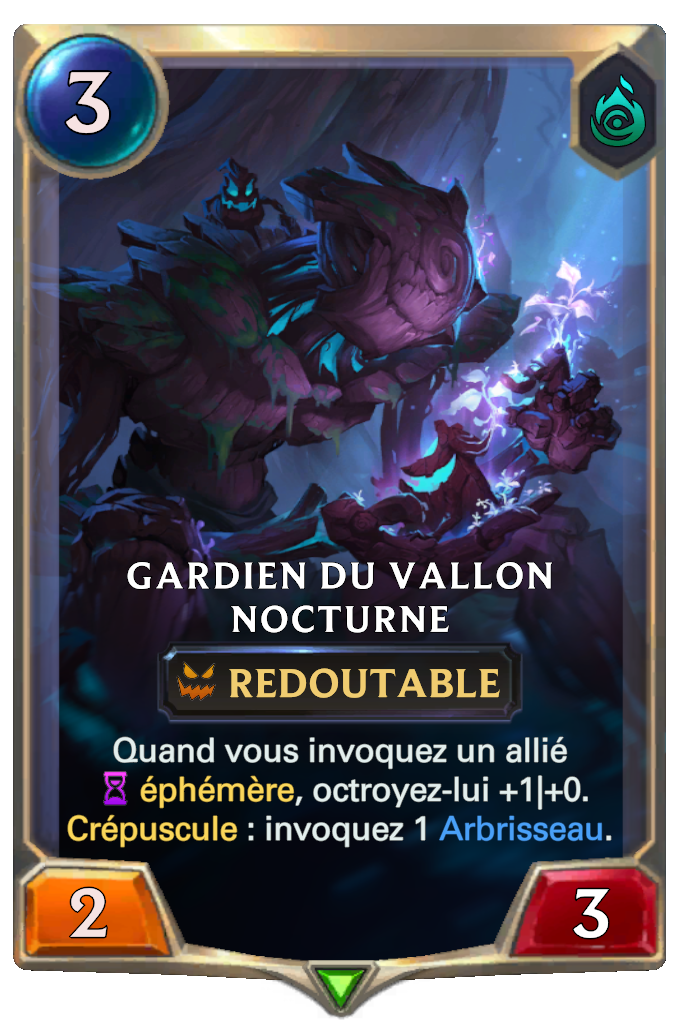 3
GARDIEN DU VALLON
NOCTURNE
REDOUTABLE
Quand vous invoquez un allié
éphémère, octroyez-lui +1|+0.
Crépuscule : invoquez 1 Arbrisseau.
2
3